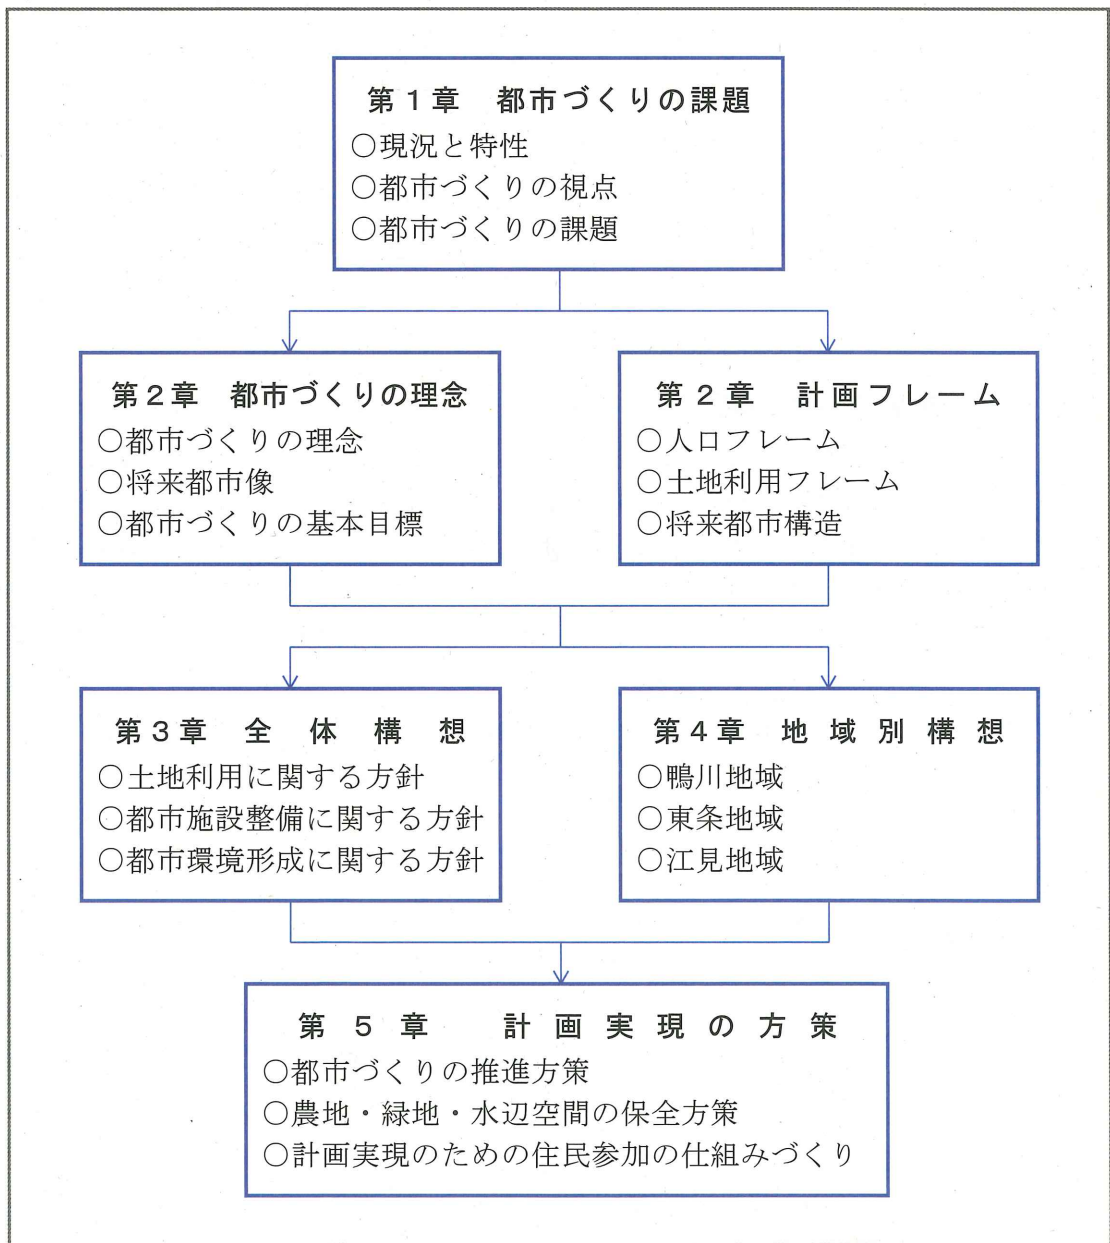 第1章 都市づくりの課題
○現況と特性
○都市づくりの視点
○都市づくりの課題
第2章 都市づくりの理念
○都市づくりの理念
○将来都市像
○都市づくりの基本目標
第2章 計画フレーム
○人口フレーム
○土地利用フレーム
○将来都市構造
第3章 全体構想
○土地利用に関する方針
○都市施設整備に関する方針
○都市環境形成に関する方針
第4章 地域別構想
○鴨川地域
○東条地域
○江見地域
第5章 計画実現の方策
○都市づくりの推進方策
○農地・緑地・水辺空間の保全方策
○計画実現のための住民参加の仕組みづくり